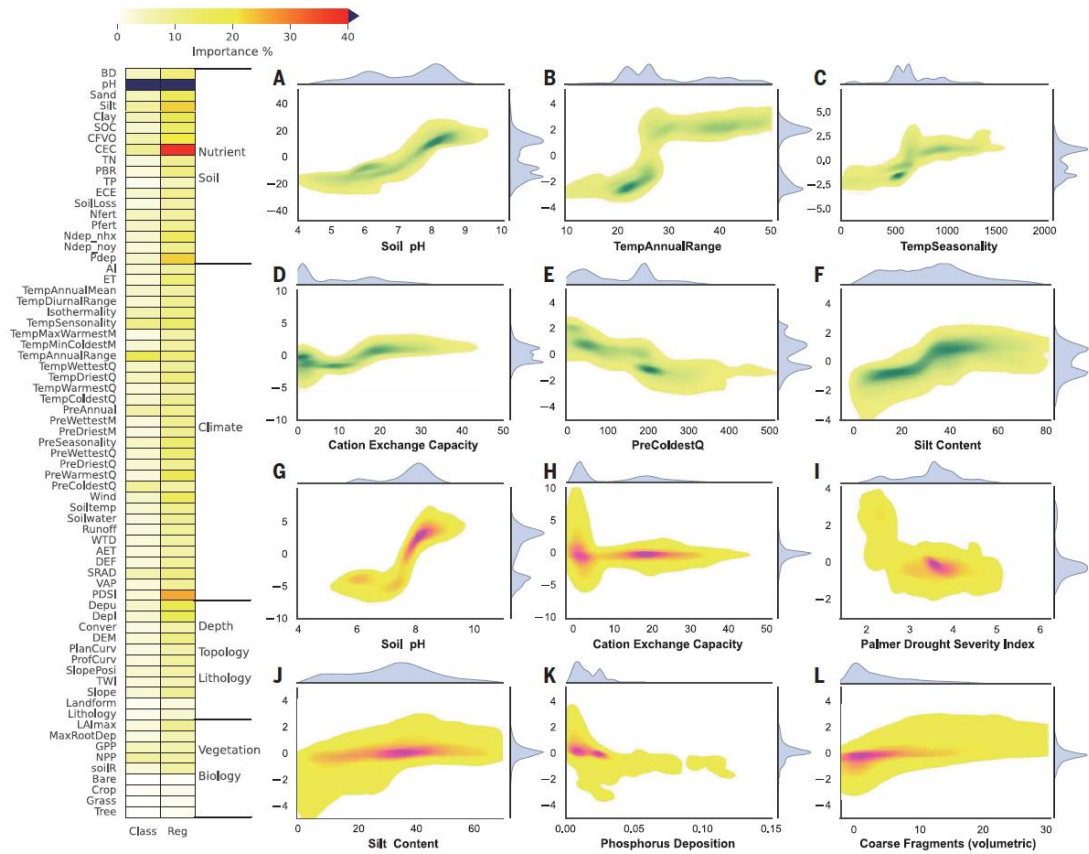 0 10 20 30 40
Importance %
BD
pH
Sand
Silt
Clay
SOC
CFVO
CEC
TN
PBR
TP
ECE
SoilLoss
Nfert
Pfert
Ndep_nhx
Ndep_noy
Pdep
AI
ET
TempAnnualMean
TempDiurnalRange
Isothermality
TempSensonality
TempMaxWarmestM
TempMinColdestM
TempAnnualRange
TempWettestQ
TempDriestQ
TempWarmestQ
TempColdestQ
PreAnnual
PreWettestM
PreDriestM
PreSeasonality
PreWettestQ
PreDriestQ
PreWarmestQ
PreColdestQ
Wind
Soiltemp
Soilwater
Runoff
WTD
AET
DEF
SRAD
VAP
PDSI
Depu
Depl
Conver
DEM
PlanCurv
ProfCurv
SlopePosi
TWI
Slope
Landform
Lithology
LAImax
MaxRootDep
GPP
NPP
soilR
Bare
Crop
Grass
Tree
Class Reg
Nutrient
Soil
Climate
Depth
Topology
Lithology
Vegetation
Biology
A
40
20
0
−20
−40
4 5 6 7 8 9 10
Soil pH
B
4
2
0
−2
−4
10 20 30 40 50
TempAnnualRange
C
5.0
2.5
0.0
−2.5
−5.0
0 500 1000 1500 2000
TempSeasonality
D
10
5
0
−5
−10
0 10 20 30 40 50
Cation Exchange Capacity
E
4
2
0
−2
−4
0 100 200 300 400 500
PreColdestQ
F
4
2
0
−2
−4
0 20 40 60 80
Silt Content
G
5
0
−5
−10
4 6 8 10
Soil pH
H
10
5
0
−5
−10
0 10 20 30 40 50
Cation Exchange Capacity
I
4
2
0
−2
2 3 4 5 6
Palmer Drought Severity Index
J
4
2
0
−2
−4
0 20 40 60
Silt Content
K
4
2
0
−2
−4
0.00 0.05 0.10 0.15
Phosphorus Deposition
L
4
2
0
−2
−4
0 10 20 30
Coarse Fragments (volumetric)